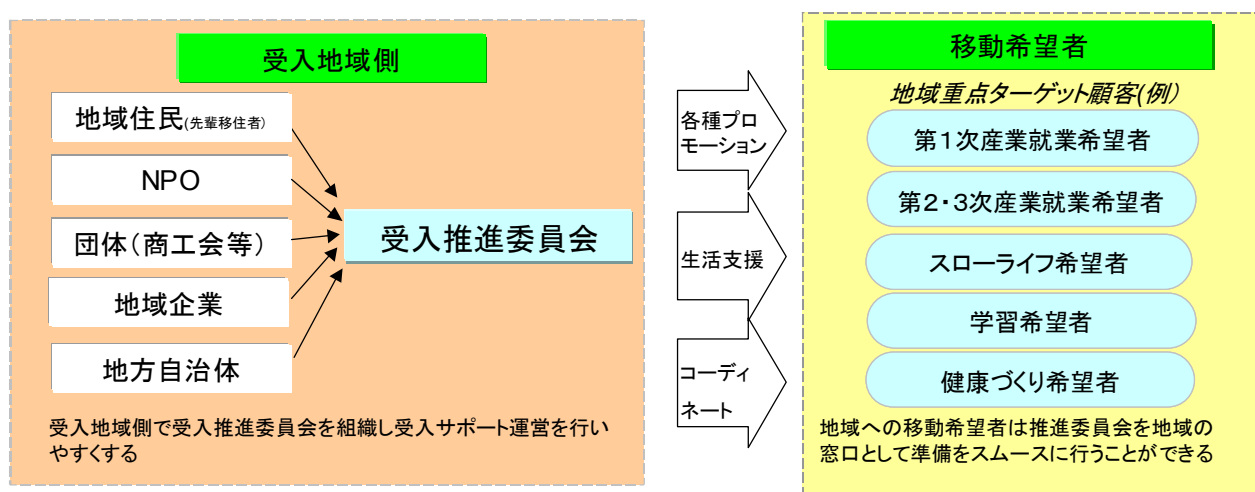 受入地域側
地域住民(先輩移住者)
NPO
団体(商工会等)
地域企業
地方自治体
受入推進委員会
受入地域側で受入推進委員会を組織し受入サポート運営を行い
やすくする
各種プロ
モーション
生活支援
コーディ
ネート
移動希望者
地域重点ターゲット顧客(例)
第1次産業就業希望者
第2・3次産業就業希望者
スローライフ希望者
学習希望者
健康づくり希望者
地域への移動希望者は推進委員会を地域の
窓口として準備をスムースに行うことができる